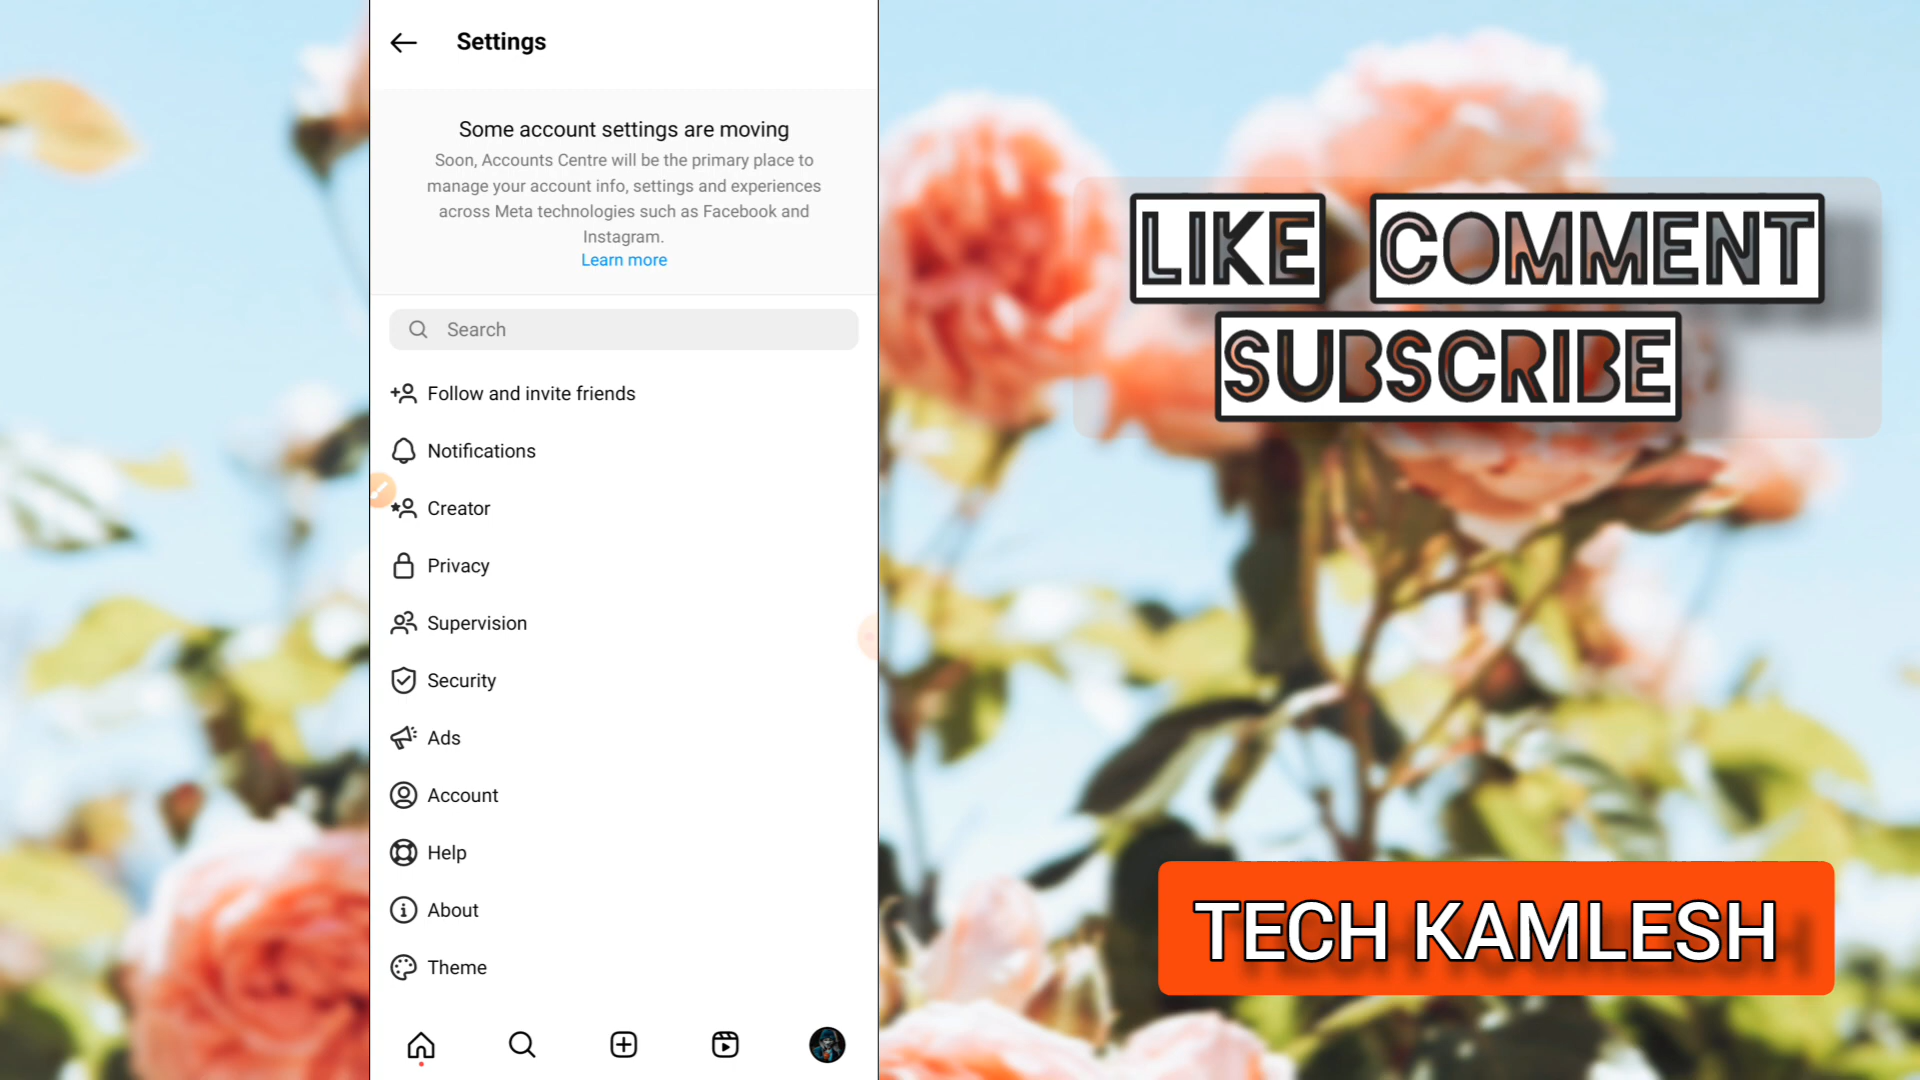 Settings
Some account settings are moving
Soon, Accounts Centre will be the primary place to
manage your account info, settings and experiences
across Meta technologies such as Facebook and
Instagram.
Learn more
Search
Follow and invite friends
Notifications
Creator
Privacy
Supervision
Security
Ads
Account
Help
About
Theme
LIKE COMMENT
SUBSCRIBE
TECH KAMLESH